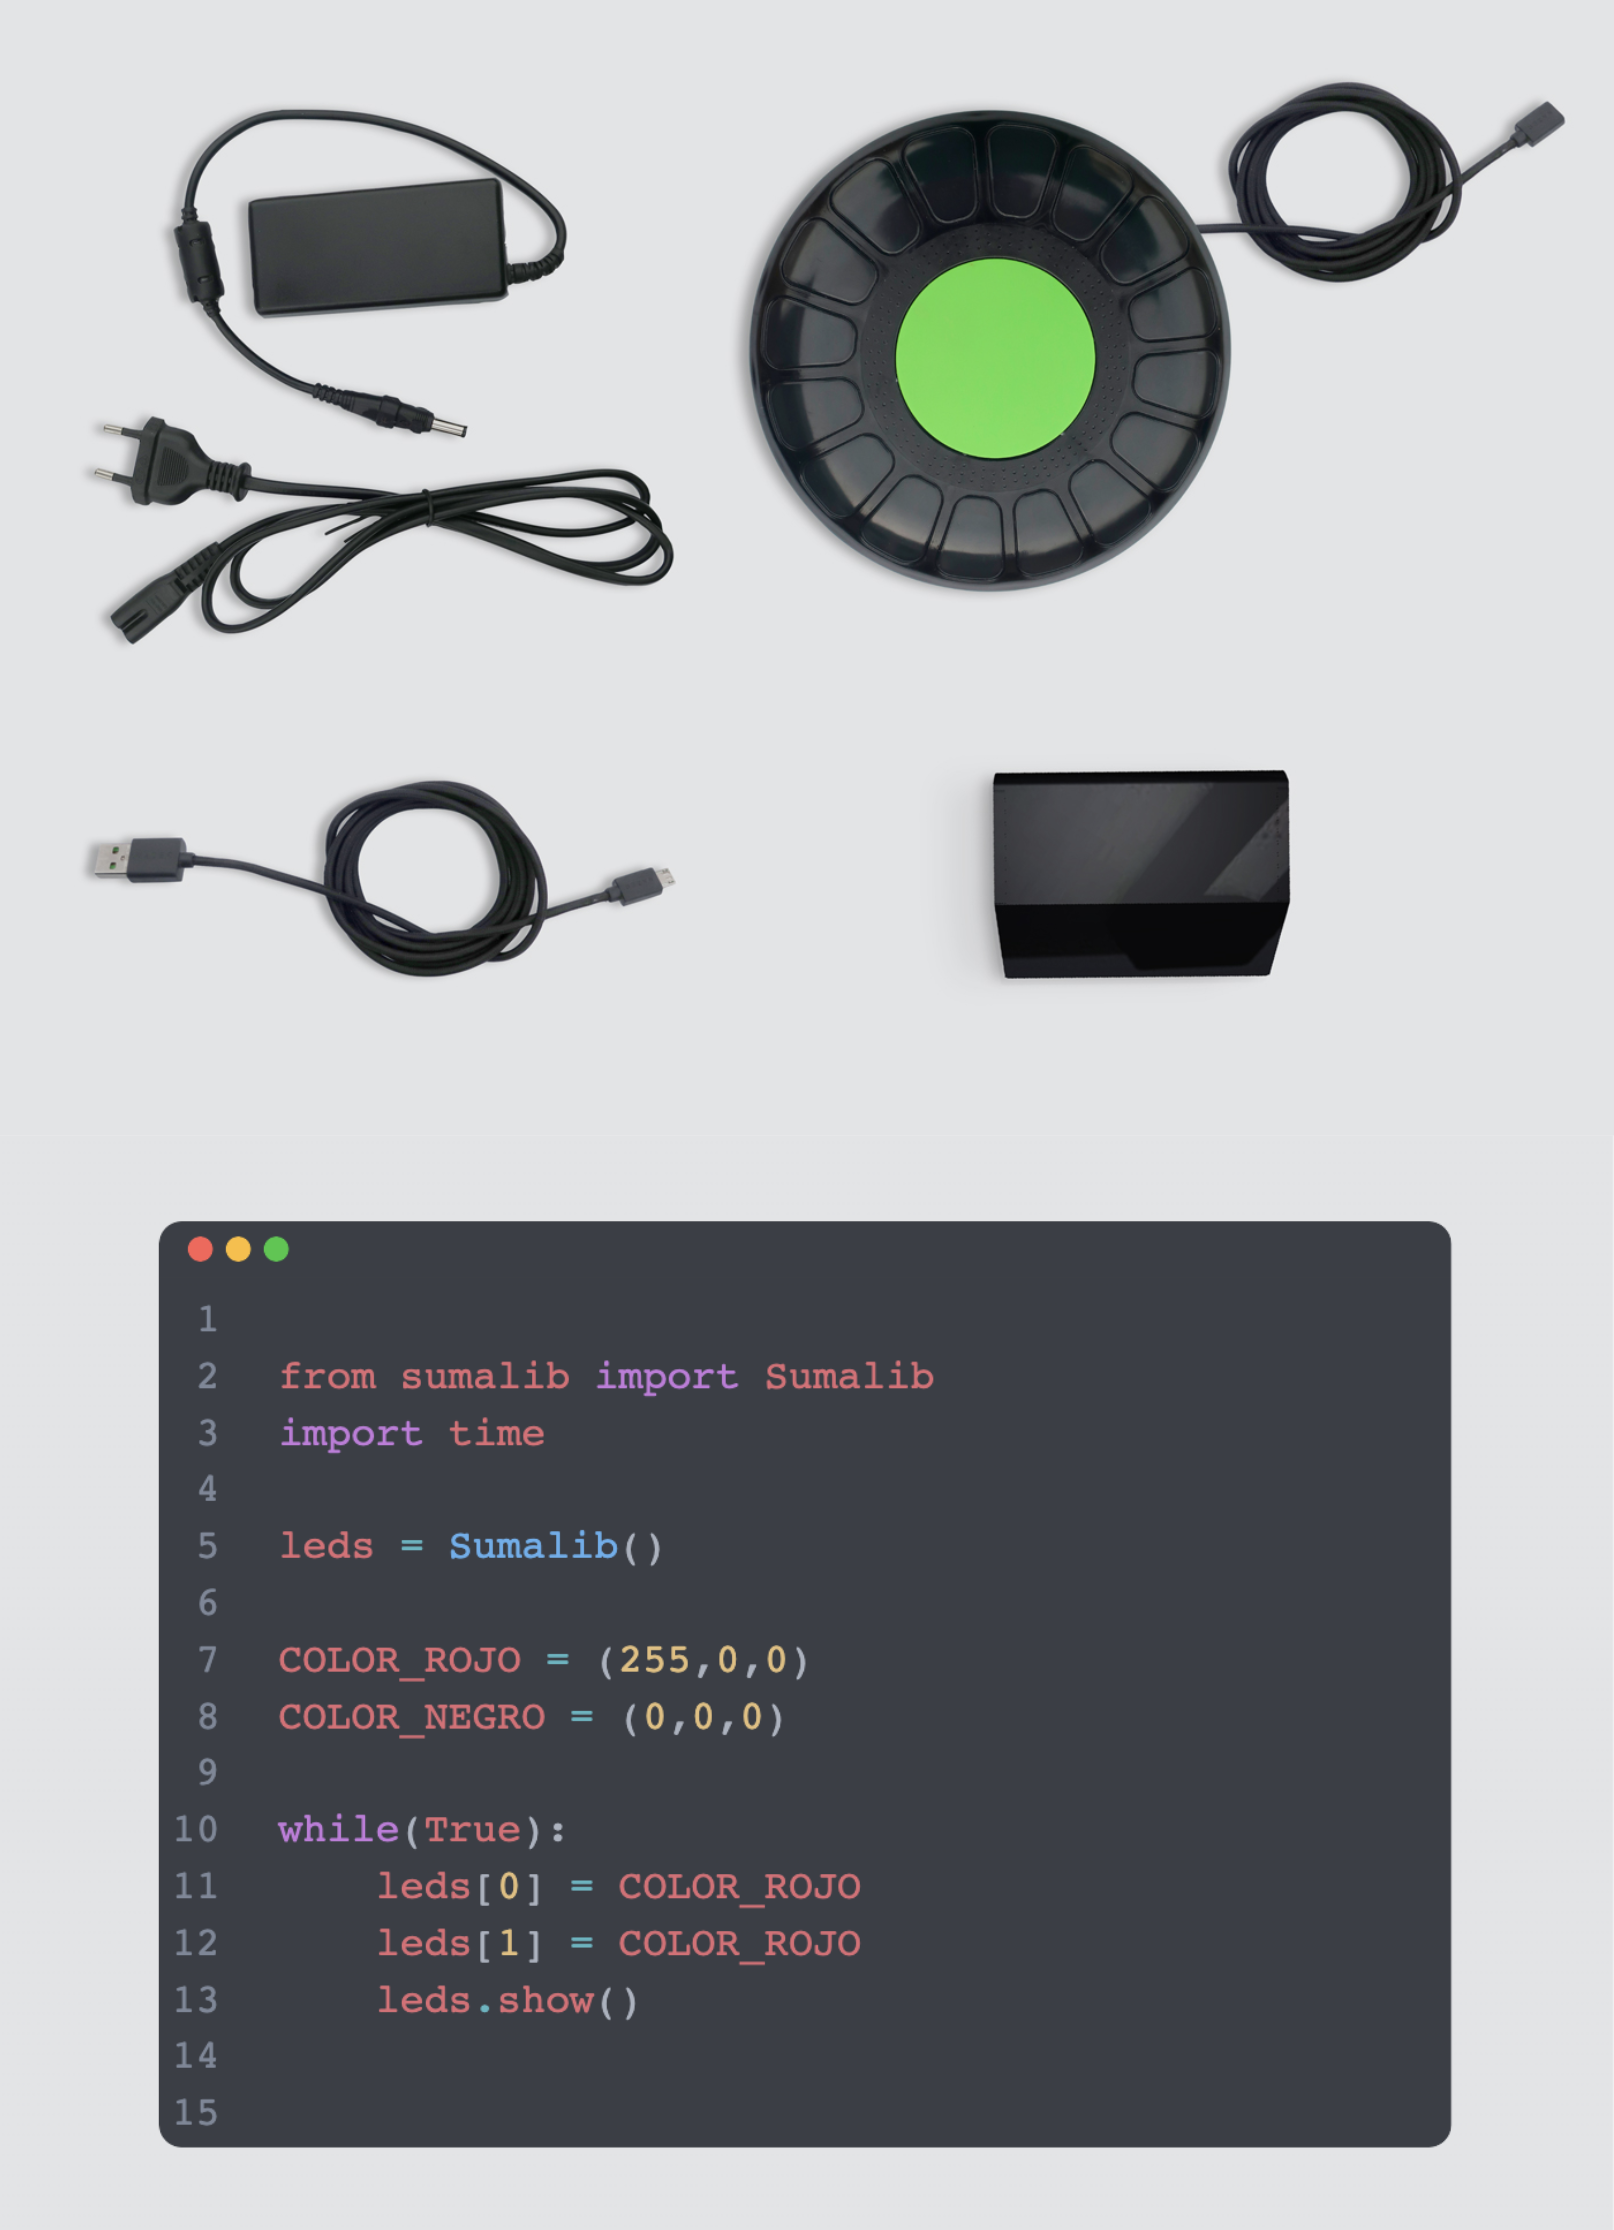 1
2 from sumalib import Sumalib
3 import time
4
5 leds = Sumalib()
6
7 COLOR_ROJO = (255,0,0)
8 COLOR_NEGRO = (0,0,0)
9
10 while(True):
11     leds[0] = COLOR_ROJO
12     leds[1] = COLOR_ROJO
13     leds.show()
14
15